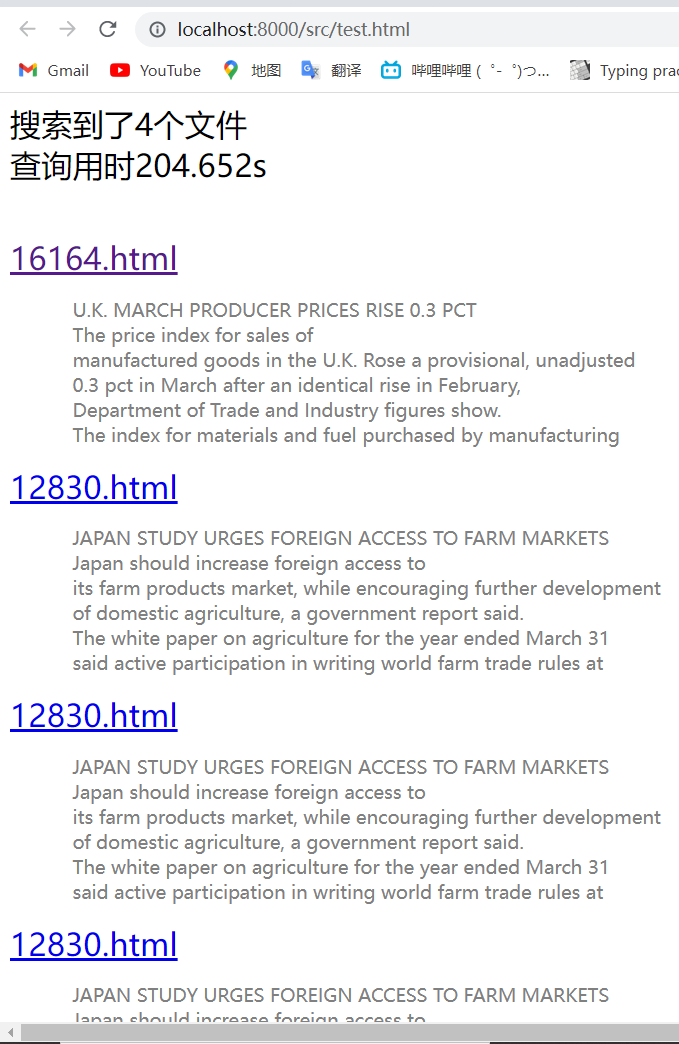 localhost:8000/src/test.html
Gmail
YouTube
地图
翻译
哔哩哔哩 ( ゜- ゜)つ...
Typing prac
搜索到了4个文件
查询用时204.652s
16164.html
U.K. MARCH PRODUCER PRICES RISE 0.3 PCT
The price index for sales of
manufactured goods in the U.K. Rose a provisional, unadjusted
0.3 pct in March after an identical rise in February,
Department of Trade and Industry figures show.
The index for materials and fuel purchased by manufacturing
12830.html
JAPAN STUDY URGES FOREIGN ACCESS TO FARM MARKETS
Japan should increase foreign access to
its farm products market, while encouraging further development
of domestic agriculture, a government report said.
The white paper on agriculture for the year ended March 31
said active participation in writing world farm trade rules at
12830.html
JAPAN STUDY URGES FOREIGN ACCESS TO FARM MARKETS
Japan should increase foreign access to
its farm products market, while encouraging further development
of domestic agriculture, a government report said.
The white paper on agriculture for the year ended March 31
said active participation in writing world farm trade rules at
12830.html
JAPAN STUDY URGES FOREIGN ACCESS TO FARM MARKETS
Japan should increase foreign access to